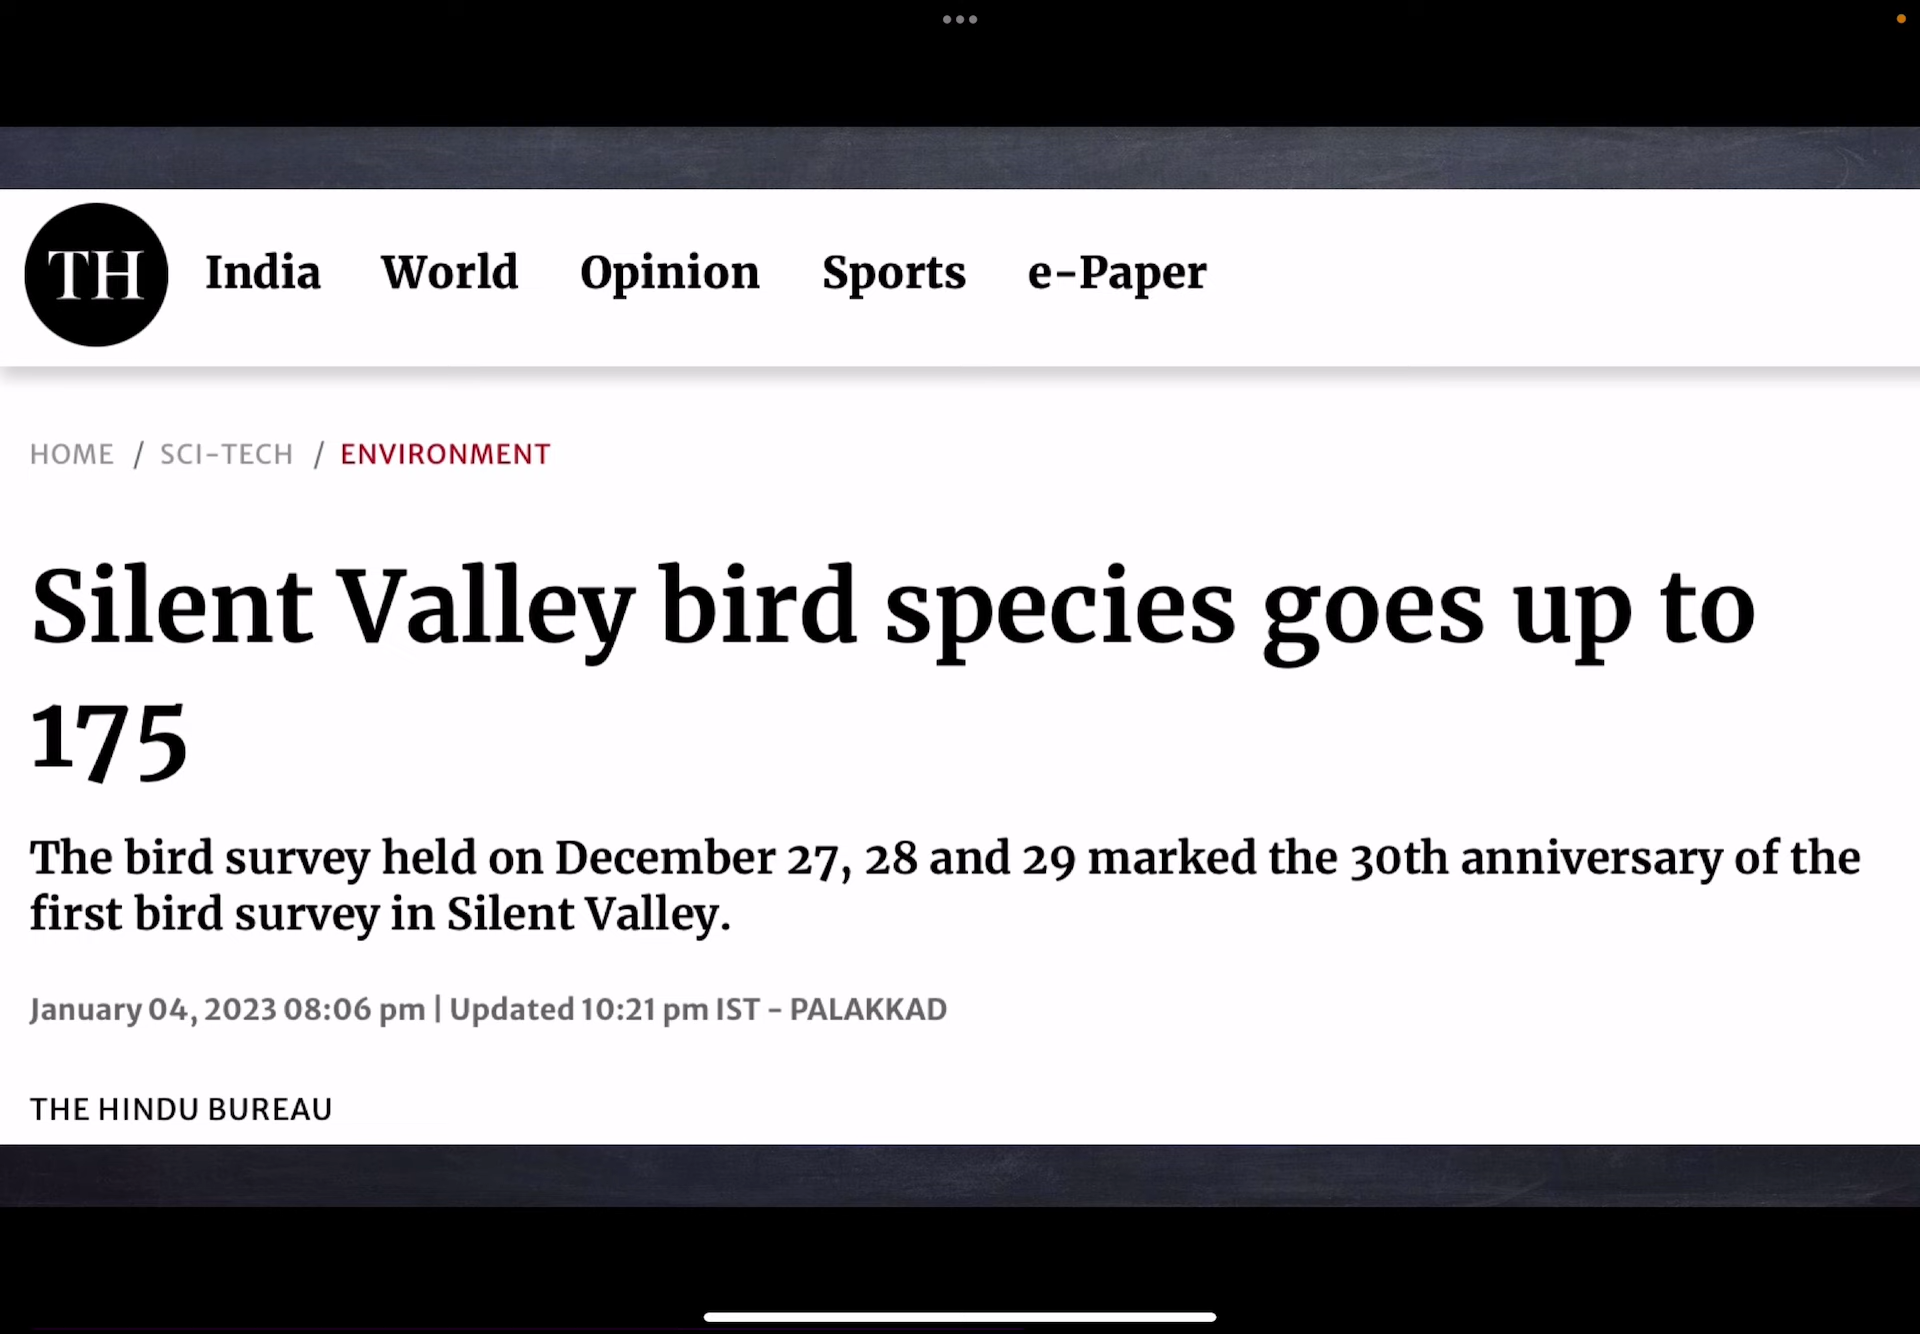 TH
India World Opinion Sports e-Paper
HOME / SCI-TECH / ENVIRONMENT
Silent Valley bird species goes up to
175
The bird survey held on December 27, 28 and 29 marked the 30th anniversary of the
first bird survey in Silent Valley.
January 04, 2023 08:06 pm | Updated 10:21 pm IST - PALAKKAD
THE HINDU BUREAU